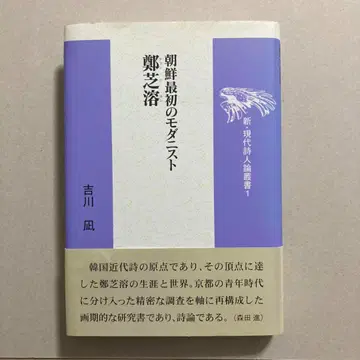 朝鮮最初のモダニスト
鄭芝溶
吉川 凪
新・現代詩人論叢書1
韓国近代詩の原点であり、その頂点に達
した鄭芝溶の生涯と世界。京都の青年時代
に分け入った精密な調査を軸に再構成した
画期的な研究書であり、詩論である。（森田 進）